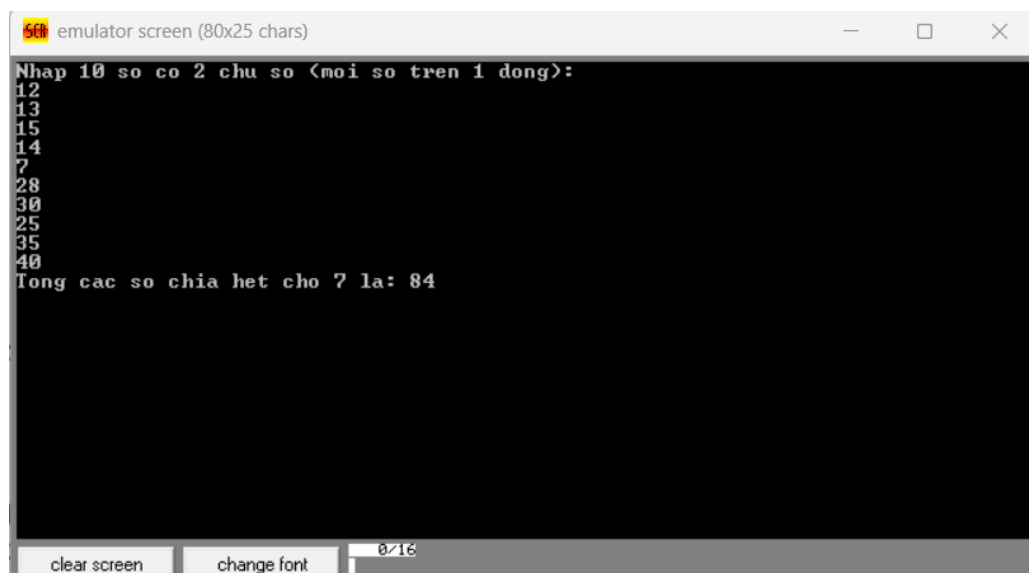 SCR emulator screen (80x25 chars)
Nhap 10 so co 2 chu so (moi so tren 1 dong):
12
13
15
14
7
28
30
25
35
40
Tong cac so chia het cho 7 la: 84
clear screen
change font
0/16